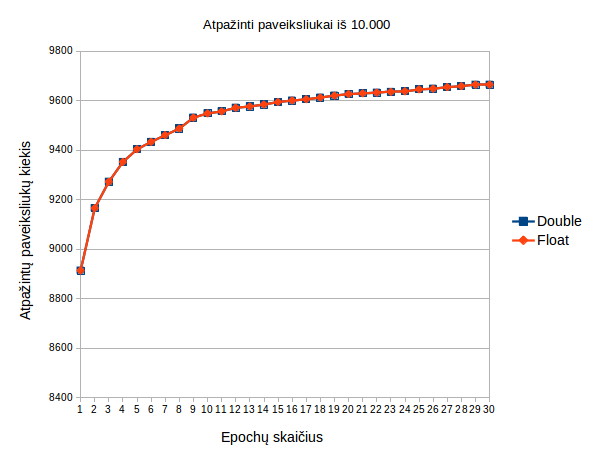 Atpažinti paveiksliukai iš 10.000
9800
9600
9400
9200
9000
8800
8600
8400
1 2 3 4 5 6 7 8 9 10 11 12 13 14 15 16 17 18 19 20 21 22 23 24 25 26 27 28 29 30
Atpažintų paveiksliukų kiekis
Epochų skaičius
Double
Float